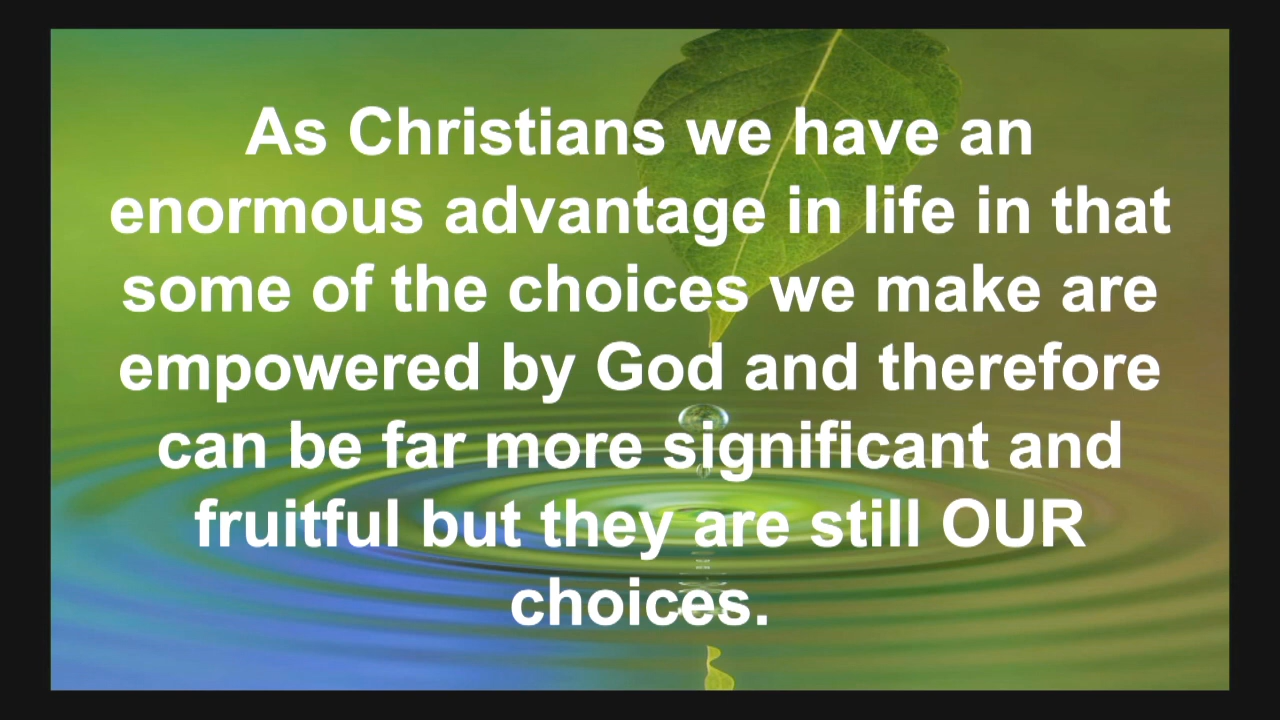 As Christians we have an
enormous advantage in life in that
some of the choices we make are
empowered by God and therefore
can be far more significant and
fruitful but they are still OUR
choices.